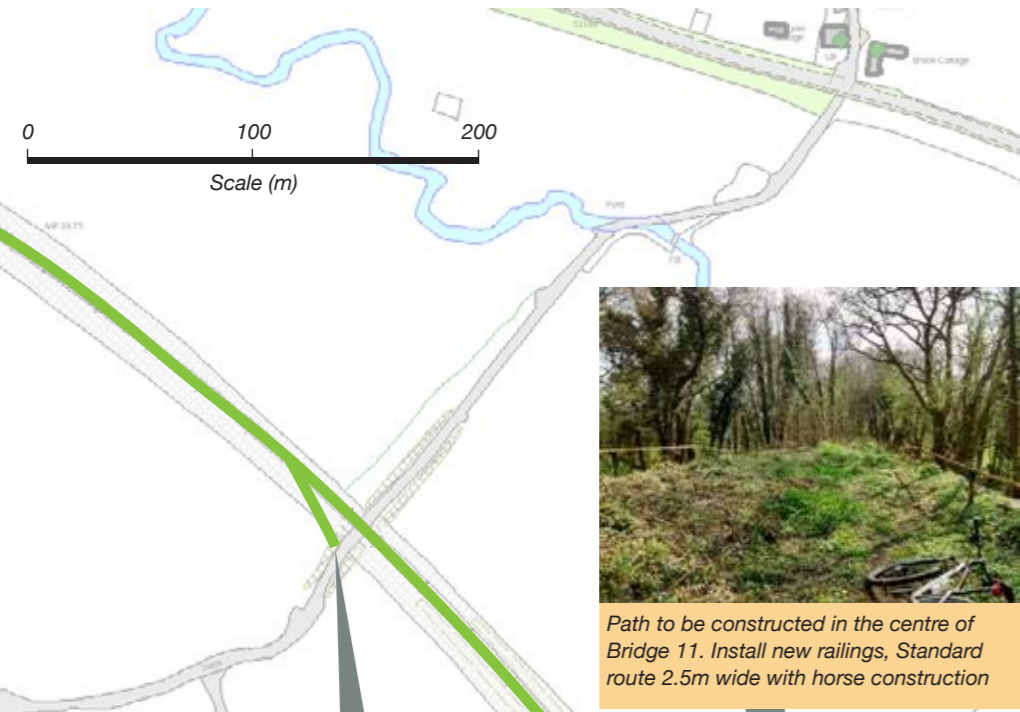 Brook Cottage
LB
0 100 200
Scale (m)
Ford
FB
Path to be constructed in the centre of
Bridge 11. Install new railings, Standard
route 2.5m wide with horse construction